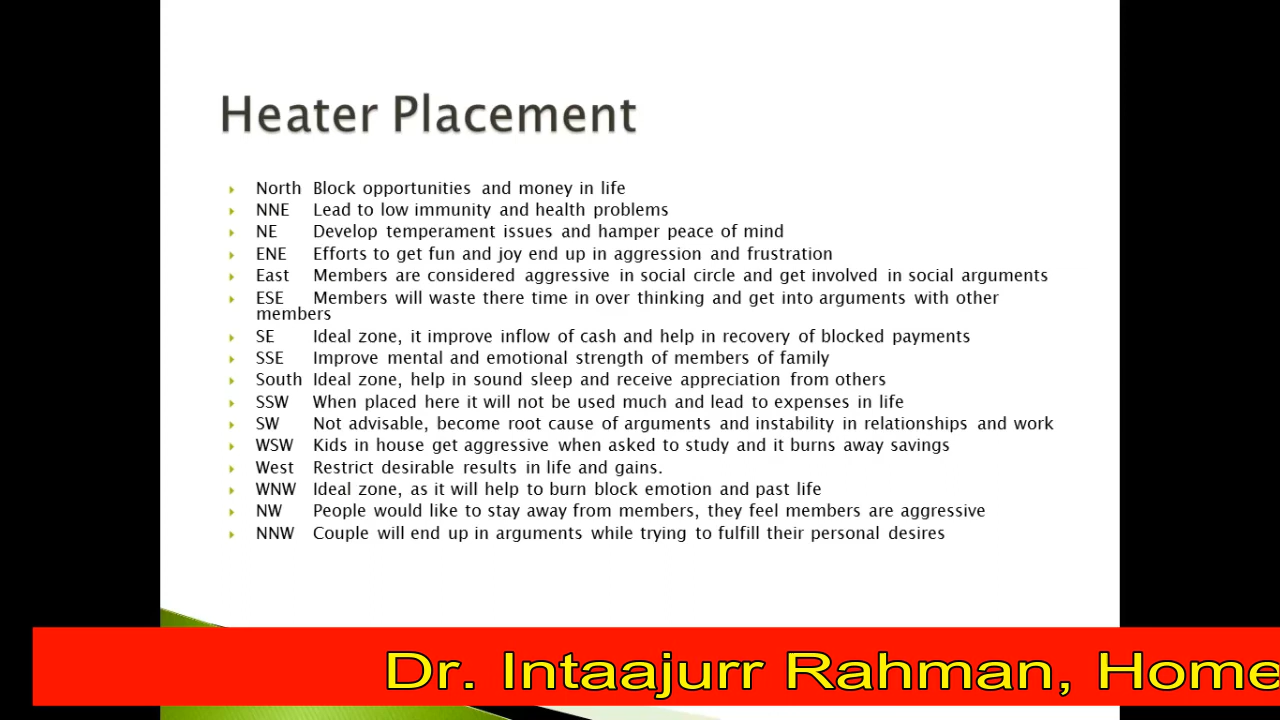 Heater Placement
North Block opportunities and money in life
NNE Lead to low immunity and health problems
NE Develop temperament issues and hamper peace of mind
ENE Efforts to get fun and joy end up in aggression and frustration
East Members are considered aggressive in social circle and get involved in social arguments
ESE Members will waste there time in over thinking and get into arguments with other
members
SE Ideal zone, it improve inflow of cash and help in recovery of blocked payments
SSE Improve mental and emotional strength of members of family
South Ideal zone, help in sound sleep and receive appreciation from others
SSW When placed here it will not be used much and lead to expenses in life
SW Not advisable, become root cause of arguments and instability in relationships and work
WSW Kids in house get aggressive when asked to study and it burns away savings
West Restrict desirable results in life and gains.
WNW Ideal zone, as it will help to burn block emotion and past life
NW People would like to stay away from members, they feel members are aggressive
NNW Couple will end up in arguments while trying to fulfill their personal desires
Dr. Intaajurr Rahman, Home